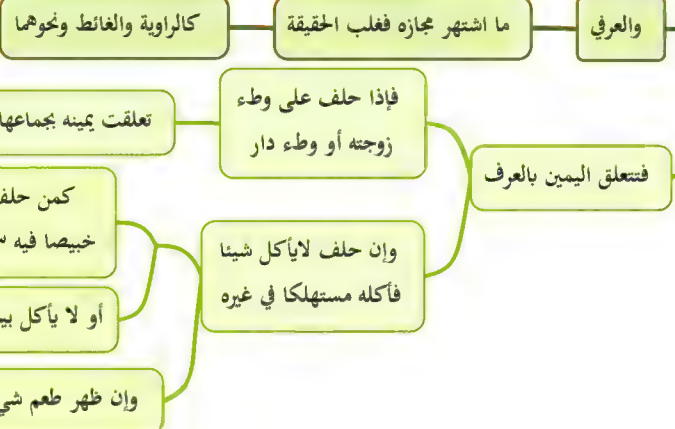 والعرفي
ما اشتهر مجازه فغلب الحقيقة
كالراوية والغائط ونحوهما
فتتعلق اليمين بالعرف
فإذا حلف على وطء
زوجته أو وطء دار
تعلقت يمينه بجماعها
وإن حلف لايأكل شيئا
فأكله مستهلكا في غيره
كمن حلف
خبيصا فيه
أو لا يأكل
وإن ظهر طعم